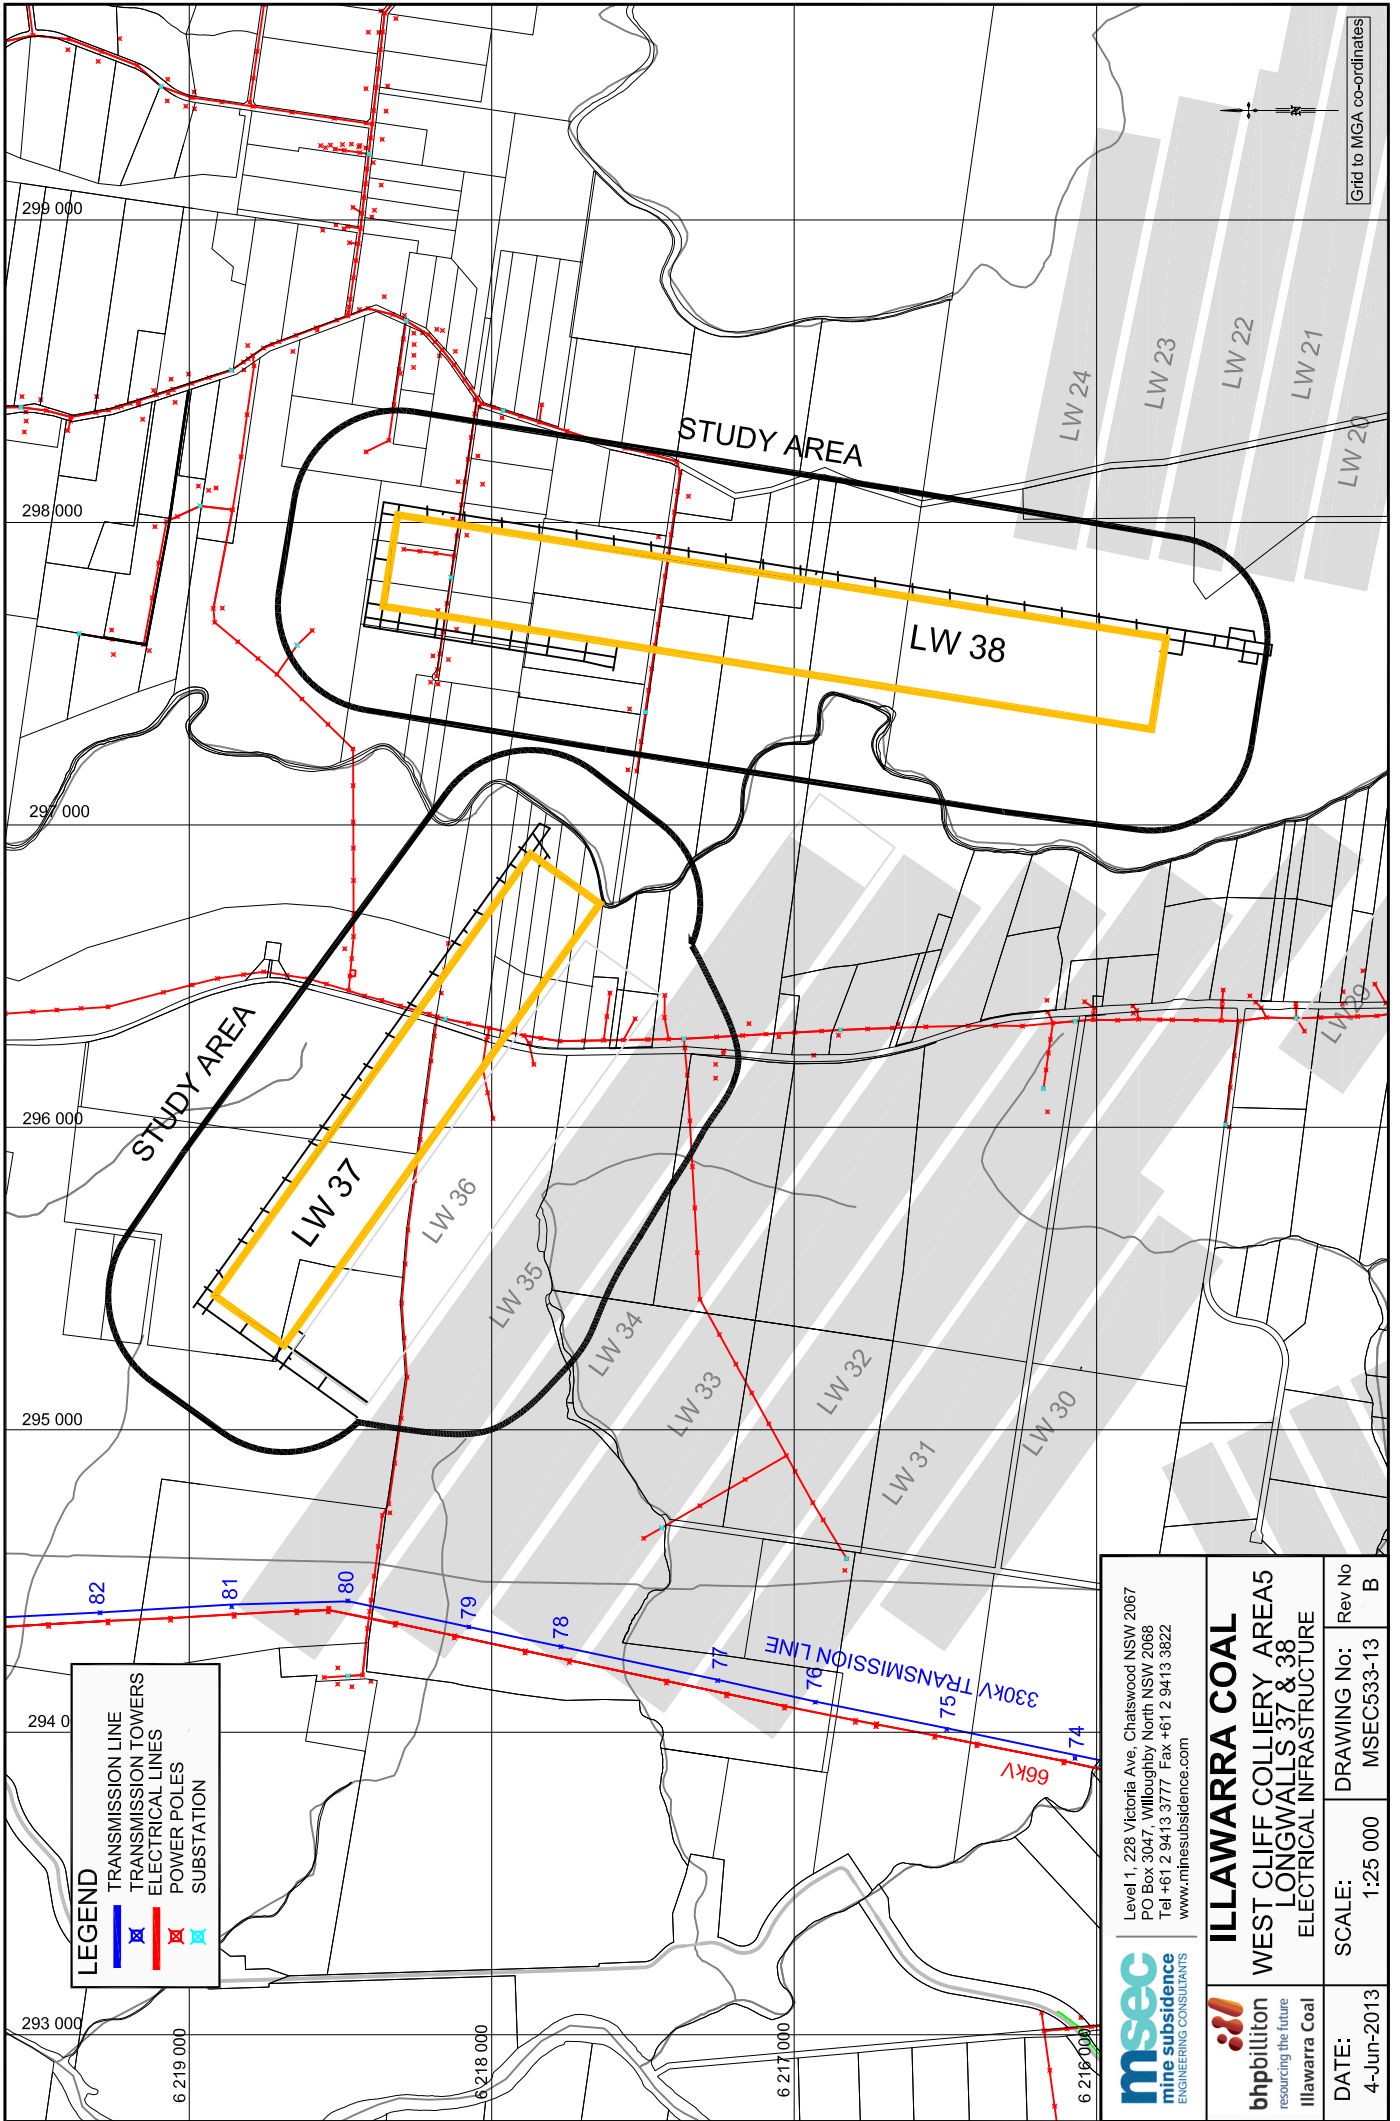 299 000
298 000
297 000
296 000
295 000
294 0
293 000
6 219 000
6 218 000
6 217 000
6 216 000
STUDY AREA
STUDY AREA
LW 38
LW 37
LW 36
LW 35
LW 34
LW 33
LW 32
LW 31
LW 30
LW29
LW 24
LW 23
LW 22
LW 21
LW 20
82
81
80
79
78
77
76
75
74
330kV TRANSMISSION LINE
66kV
N
Grid to MGA co-ordinates
LEGEND
TRANSMISSION LINE
TRANSMISSION TOWERS
ELECTRICAL LINES
POWER POLES
SUBSTATION
msec
mine subsidence
ENGINEERING CONSULTANTS
Level 1, 228 Victoria Ave, Chatswood NSW 2067
PO Box 3047, Willoughby North NSW 2068
Tel +61 2 9413 3777 Fax +61 2 9413 3822
www.minesubsidence.com
bhpbilliton
resourcing the future
Illawarra Coal
ILLAWARRA COAL
WEST CLIFF COLLIERY AREA5
LONGWALLS 37 & 38
ELECTRICAL INFRASTRUCTURE
DATE:
4-Jun-2013
SCALE:
1:25 000
DRAWING No:
MSEC533-13
Rev No
B